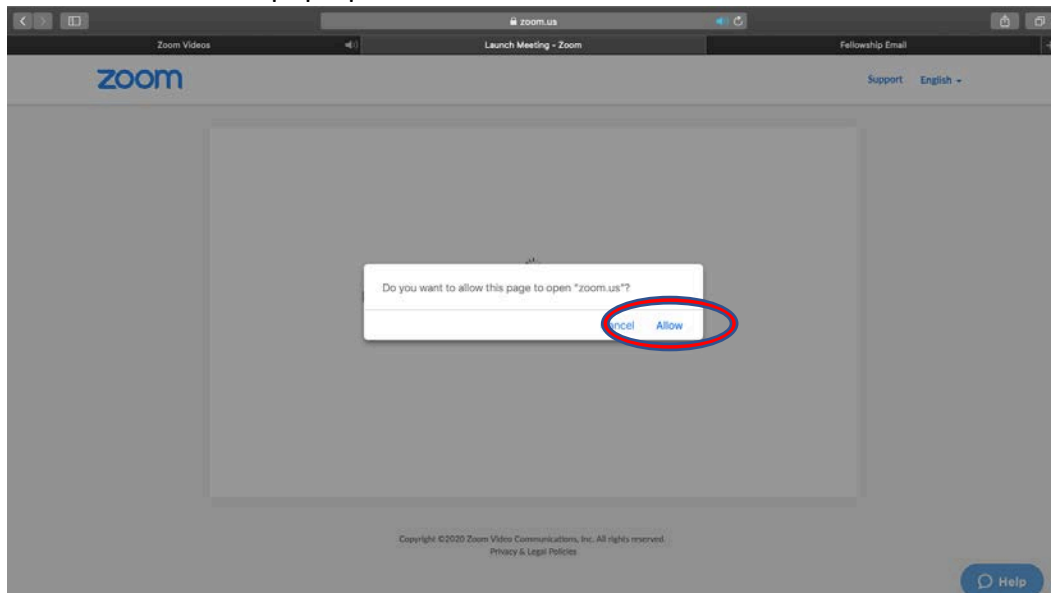 zoom.us
Zoom Videos
Launch Meeting - Zoom
Fellowship Email
zoom
Support English
Do you want to allow this page to open "zoom.us"?
ancel Allow
Copyright ©2020 Zoom Video Communications, Inc. All rights reserved.
Privacy & Legal Policies
Help